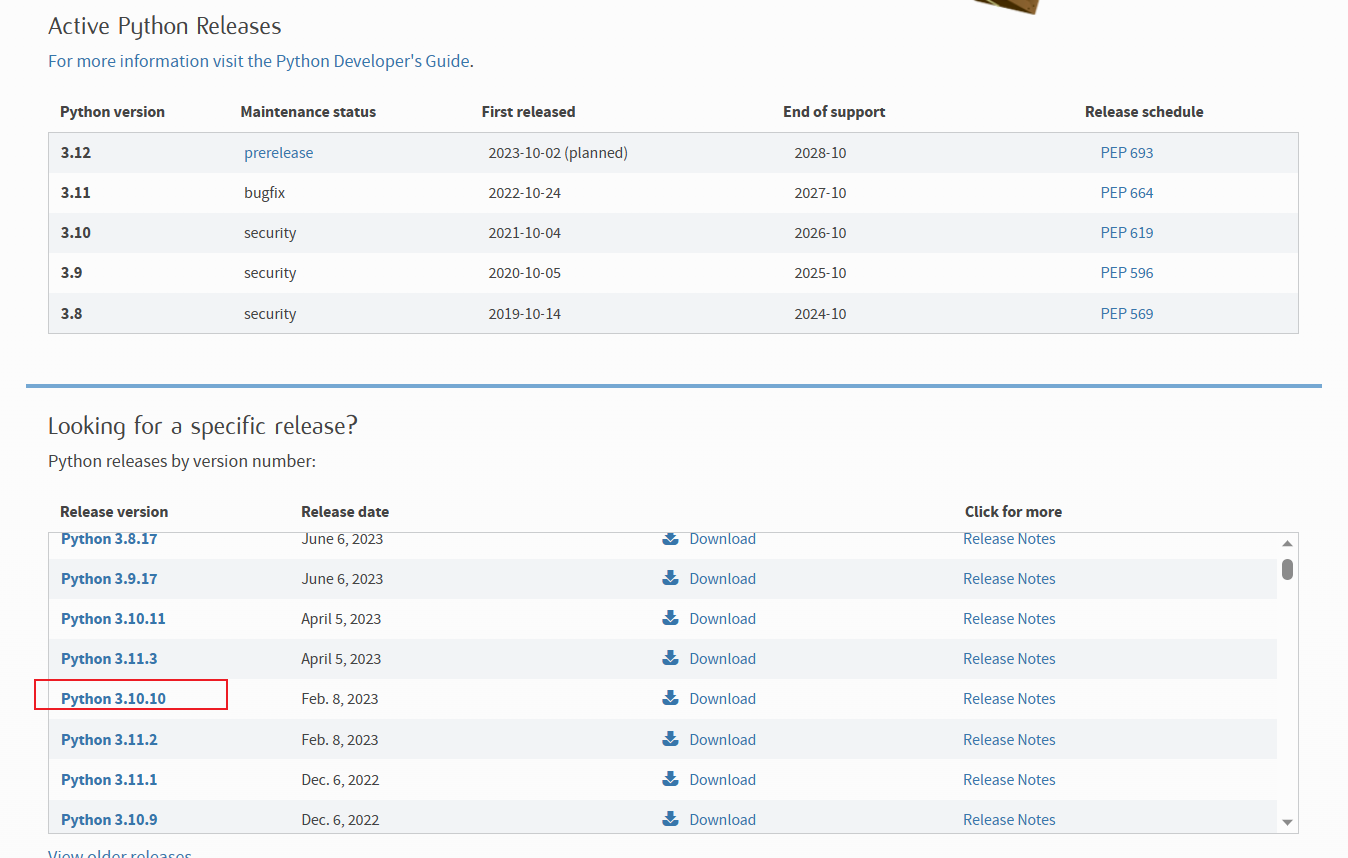 Active Python Releases
For more information visit the Python Developer's Guide.
Python version Maintenance status First released End of support Release schedule
3.12 prerelease 2023-10-02 (planned) 2028-10 PEP 693
3.11 bugfix 2022-10-24 2027-10 PEP 664
3.10 security 2021-10-04 2026-10 PEP 619
3.9 security 2020-10-05 2025-10 PEP 596
3.8 security 2019-10-14 2024-10 PEP 569
Looking for a specific release?
Python releases by version number:
Release version Release date Click for more
Python 3.8.17 June 6, 2023 Download Release Notes
Python 3.9.17 June 6, 2023 Download Release Notes
Python 3.10.11 April 5, 2023 Download Release Notes
Python 3.11.3 April 5, 2023 Download Release Notes
Python 3.10.10 Feb. 8, 2023 Download Release Notes
Python 3.11.2 Feb. 8, 2023 Download Release Notes
Python 3.11.1 Dec. 6, 2022 Download Release Notes
Python 3.10.9 Dec. 6, 2022 Download Release Notes
View older releases